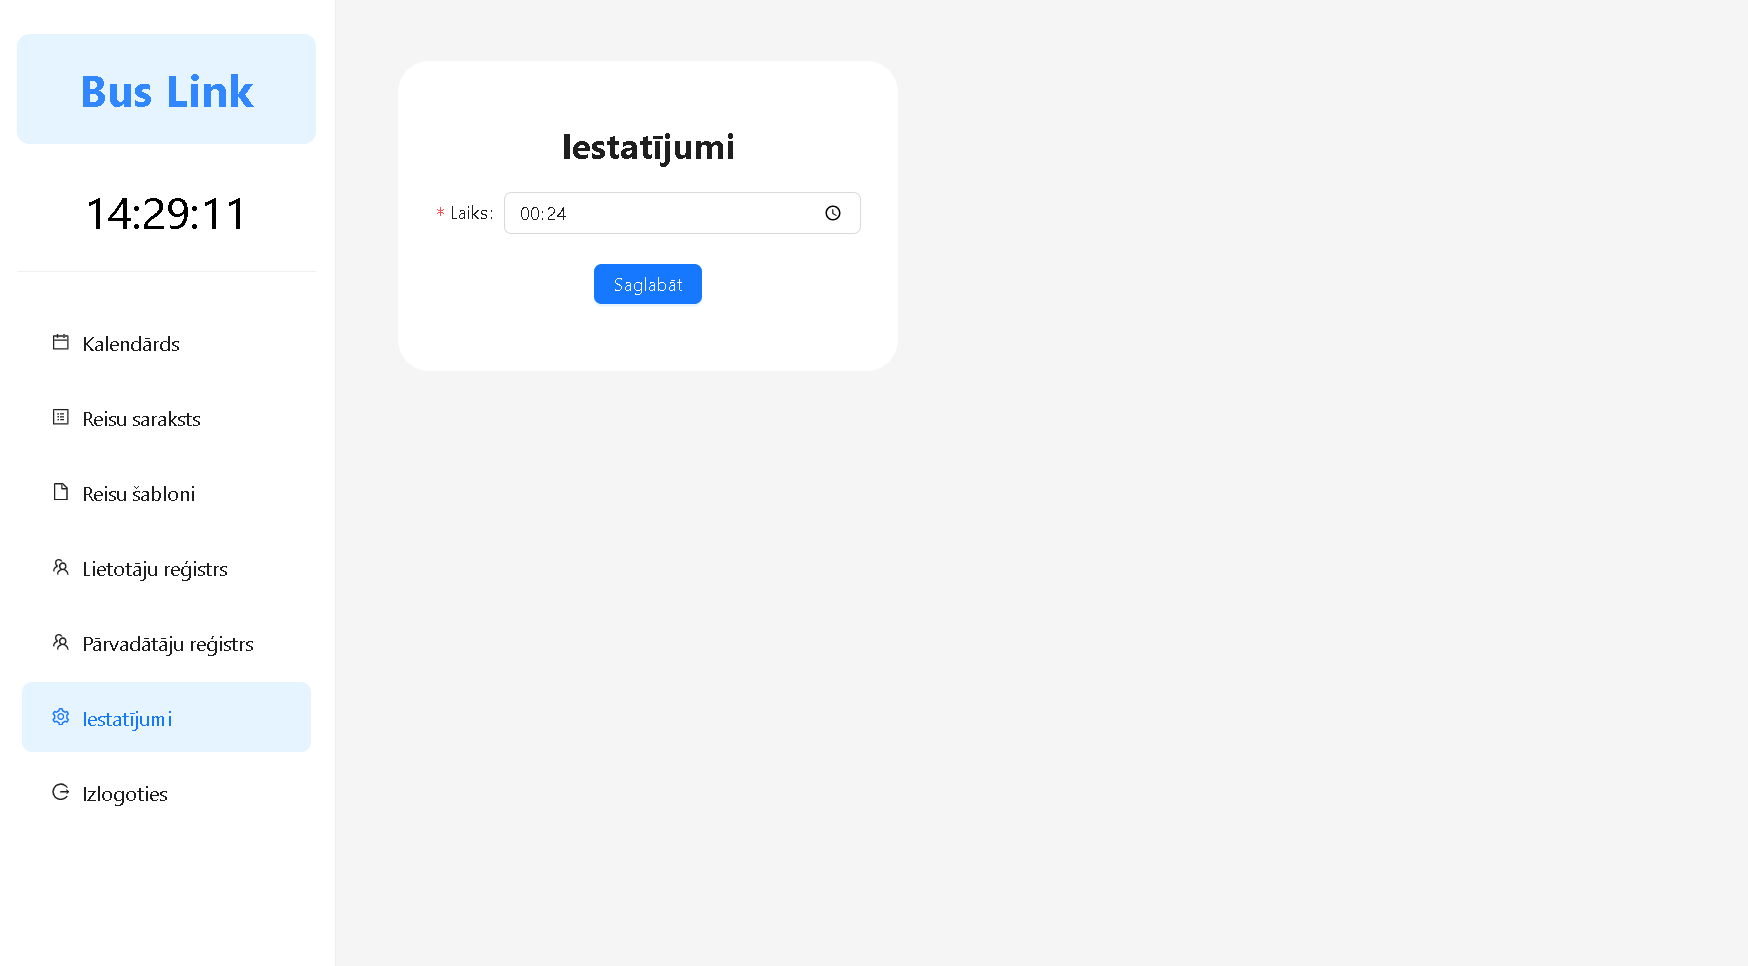 Bus Link
14:29:11
Kalendārds
Reisu saraksts
Reisu šabloni
Lietotāju reģistrs
Pārvadātāju reģistrs
Iestatījumi
Izlogoties
Iestatījumi
* Laiks: 00:24
Saglabāt